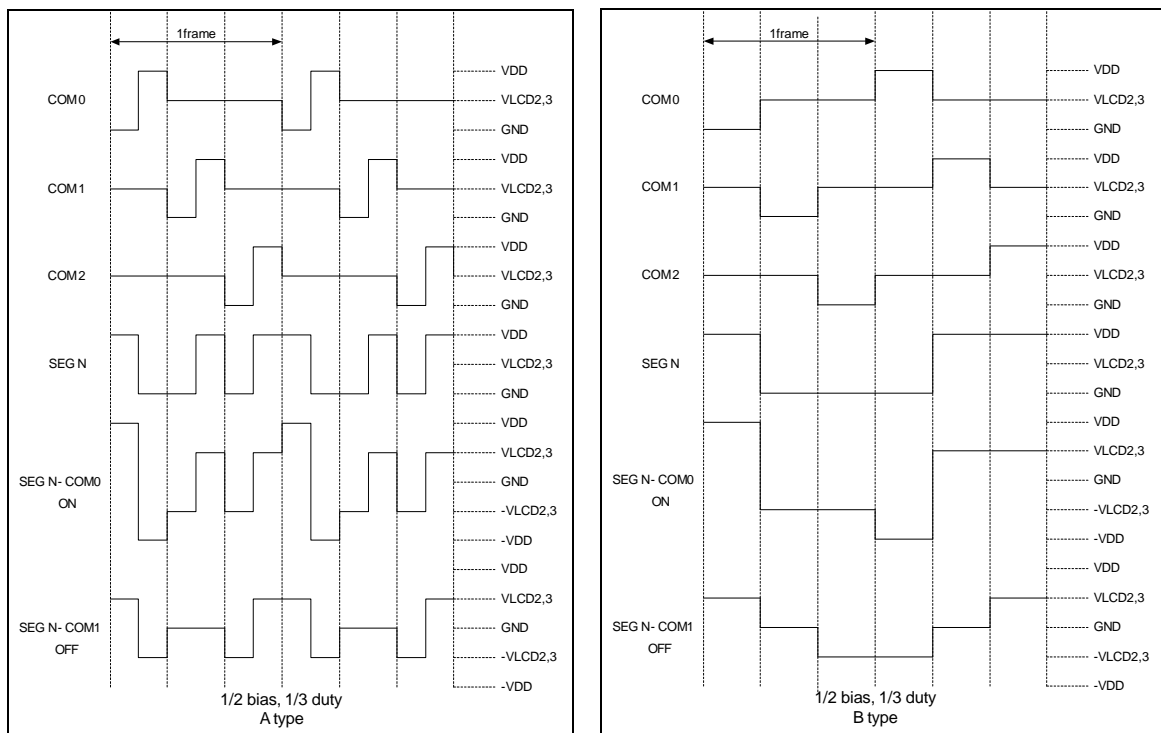 1frame
VDD
COM0
VLCD2,3
GND
VDD
COM1
VLCD2,3
GND
VDD
COM2
VLCD2,3
GND
VDD
SEG N
VLCD2,3
GND
VDD
VLCD2,3
SEG N- COM0
ON
GND
-VLCD2,3
-VDD
VDD
VLCD2,3
SEG N- COM1
OFF
GND
-VLCD2,3
-VDD
1/2 bias, 1/3 duty
A type
1frame
VDD
COM0
VLCD2,3
GND
VDD
COM1
VLCD2,3
GND
VDD
COM2
VLCD2,3
GND
VDD
SEG N
VLCD2,3
GND
VDD
VLCD2,3
SEG N- COM0
ON
GND
-VLCD2,3
-VDD
VDD
VLCD2,3
SEG N- COM1
OFF
GND
-VLCD2,3
-VDD
1/2 bias, 1/3 duty
B type